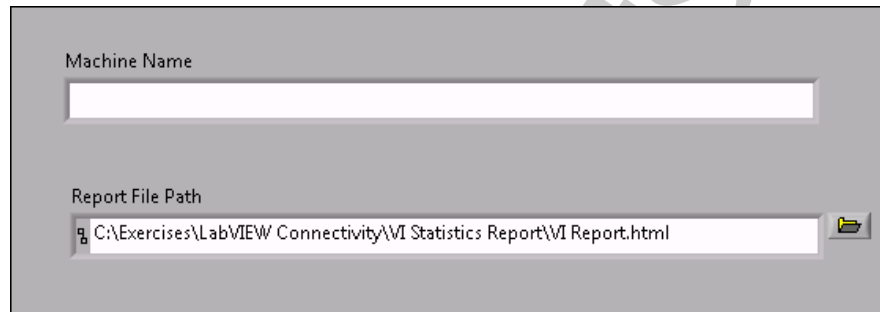 Machine Name
Report File Path
C:\Exercises\LabVIEW Connectivity\VI Statistics Report\VI Report.html